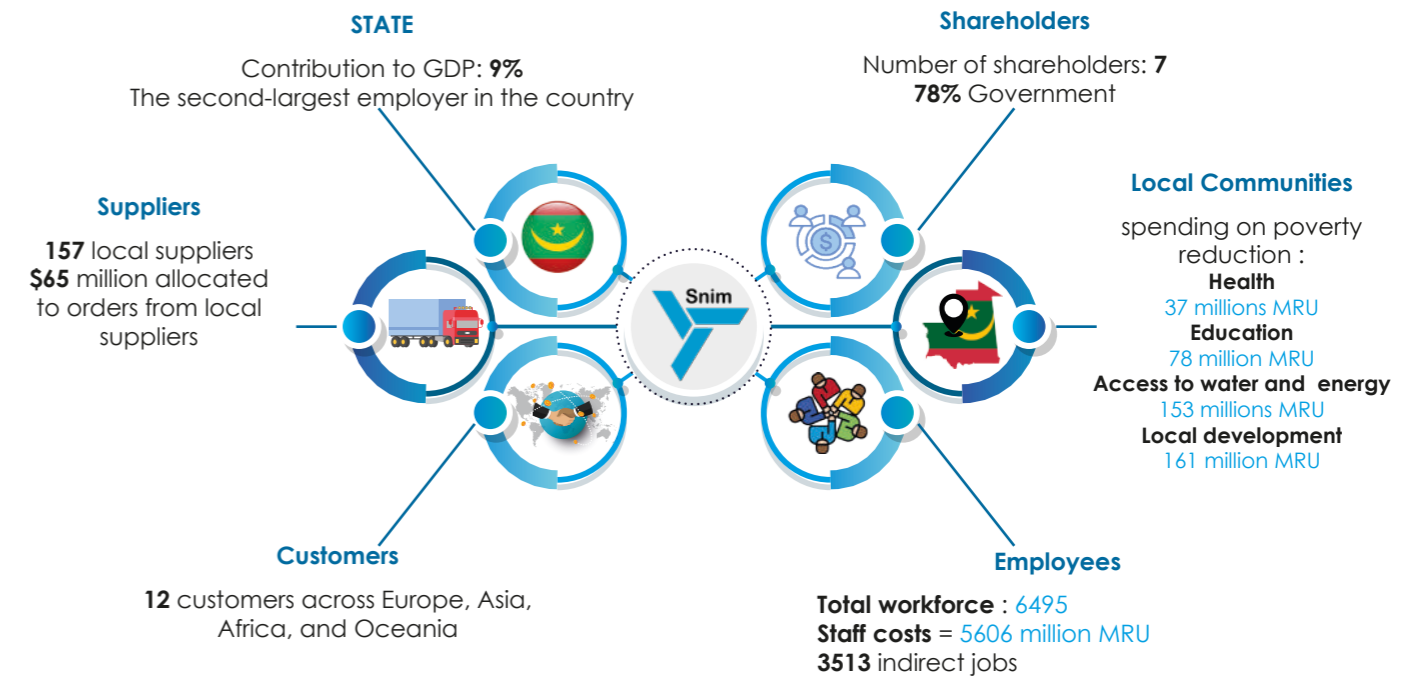 STATE
Contribution to GDP: 9%
The second-largest employer in the country
Shareholders
Number of shareholders: 7
78% Government
Suppliers
157 local suppliers
$65 million allocated
to orders from local
suppliers
Snim
Local Communities
spending on poverty
reduction :
Health
37 millions MRU
Education
78 million MRU
Access to water and energy
153 millions MRU
Local development
161 million MRU
Customers
12 customers across Europe, Asia,
Africa, and Oceania
Employees
Total workforce : 6495
Staff costs = 5606 million MRU
3513 indirect jobs